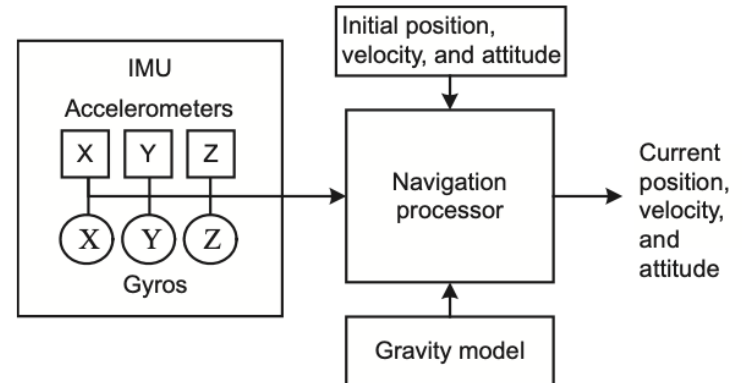 IMU
Accelerometers
X Y Z
X Y Z
Gyros
Initial position,
velocity, and attitude
Navigation
processor
Gravity model
Current
position,
velocity,
and
attitude